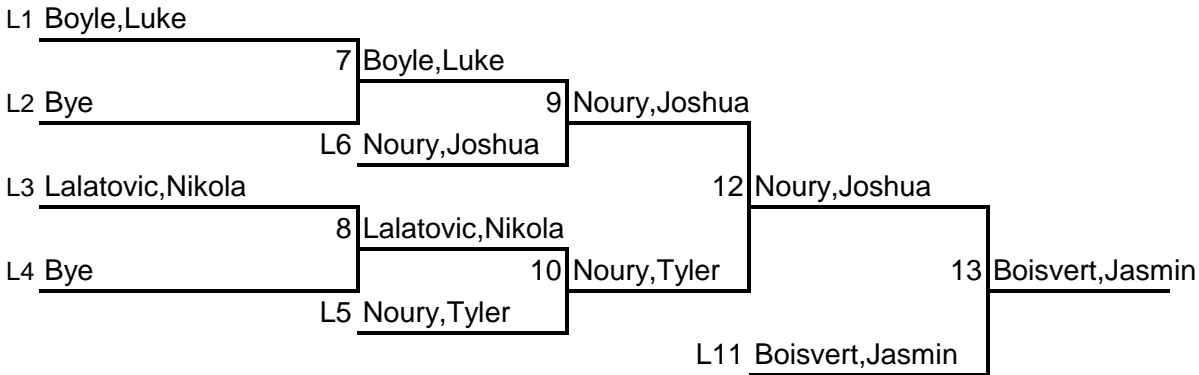 L1 Boyle,Luke
7 Boyle,Luke
L2 Bye
9 Noury,Joshua
L6 Noury,Joshua
L3 Lalatovic,Nikola
12 Noury,Joshua
8 Lalatovic,Nikola
L4 Bye
10 Noury,Tyler
13 Boisvert,Jasmin
L5 Noury,Tyler
L11 Boisvert,Jasmin